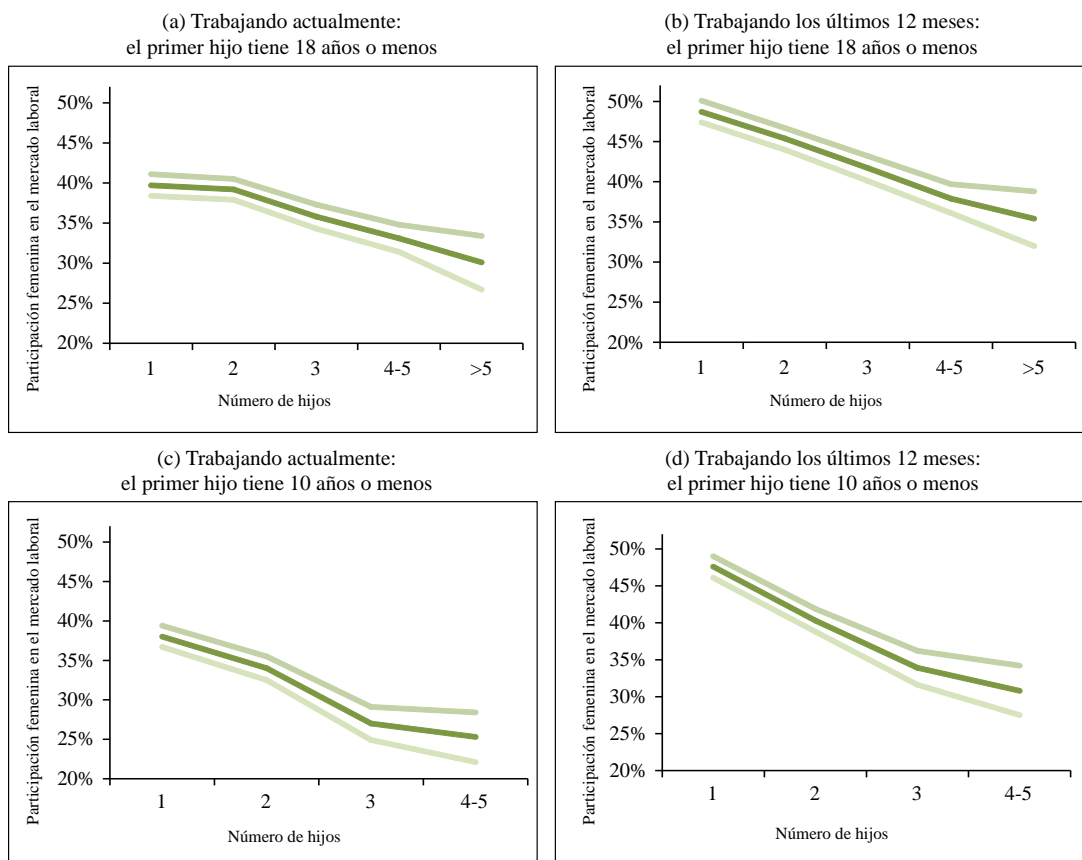 (a) Trabajando actualmente:
el primer hijo tiene 18 años o menos
Participación femenina en el mercado laboral
50%
45%
40%
35%
30%
25%
20%
1 2 3 4-5 >5
Número de hijos
(b) Trabajando los últimos 12 meses:
el primer hijo tiene 18 años o menos
Participación femenina en el mercado laboral
50%
45%
40%
35%
30%
25%
20%
1 2 3 4-5 >5
Número de hijos
(c) Trabajando actualmente:
el primer hijo tiene 10 años o menos
Participación femenina en el mercado laboral
50%
45%
40%
35%
30%
25%
20%
1 2 3 4-5
Número de hijos
(d) Trabajando los últimos 12 meses:
el primer hijo tiene 10 años o menos
Participación femenina en el mercado laboral
50%
45%
40%
35%
30%
25%
20%
1 2 3 4-5
Número de hijos